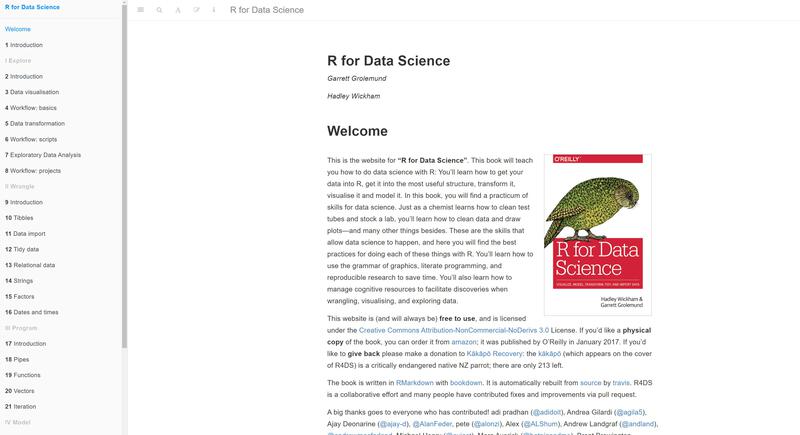 R for Data Science
Welcome
1 Introduction
I Explore
2 Introduction
3 Data visualisation
4 Workflow: basics
5 Data transformation
6 Workflow: scripts
7 Exploratory Data Analysis
8 Workflow: projects
II Wrangle
9 Introduction
10 Tibbles
11 Data import
12 Tidy data
13 Relational data
14 Strings
15 Factors
16 Dates and times
III Program
17 Introduction
18 Pipes
19 Functions
20 Vectors
21 Iteration
IV Model
R for Data Science
R for Data Science
Garrett Grolemund
Hadley Wickham
Welcome
This is the website for “R for Data Science”. This book will teach
you how to do data science with R: You’ll learn how to get your
data into R, get it into the most useful structure, transform it,
visualise it and model it. In this book, you will find a practicum of
skills for data science. Just as a chemist learns how to clean test
tubes and stock a lab, you’ll learn how to clean data and draw
plots—and many other things besides. These are the skills that
allow data science to happen, and here you will find the best
practices for doing each of these things with R. You’ll learn how to
use the grammar of graphics, literate programming, and
reproducible research to save time. You’ll also learn how to
manage cognitive resources to facilitate discoveries when
wrangling, visualising, and exploring data.
O'REILLY
R for Data
Science
VISUALIZE, MODEL, TRANSFORM, TIDY, AND IMPORT DATA
Hadley Wickham &
Garrett Grolemund
This website is (and will always be) free to use, and is licensed
under the Creative Commons Attribution-NonCommercial-NoDerivs 3.0 License. If you’d like a physical
copy of the book, you can order it from amazon; it was published by O’Reilly in January 2017. If you’d
like to give back please make a donation to Kākāpō Recovery: the kākāpō (which appears on the cover
of R4DS) is a critically endangered native NZ parrot; there are only 213 left.
The book is written in RMarkdown with bookdown. It is automatically rebuilt from source by travis. R4DS
is a collaborative effort and many people have contributed fixes and improvements via pull request.
A big thanks goes to everyone who has contributed! adi pradhan (@adidoit), Andrea Gilardi (@agila5),
Ajay Deonarine (@ajay-d), @AlanFeder, pete (@alonzi), Alex (@ALShum), Andrew Landgraf (@andland),